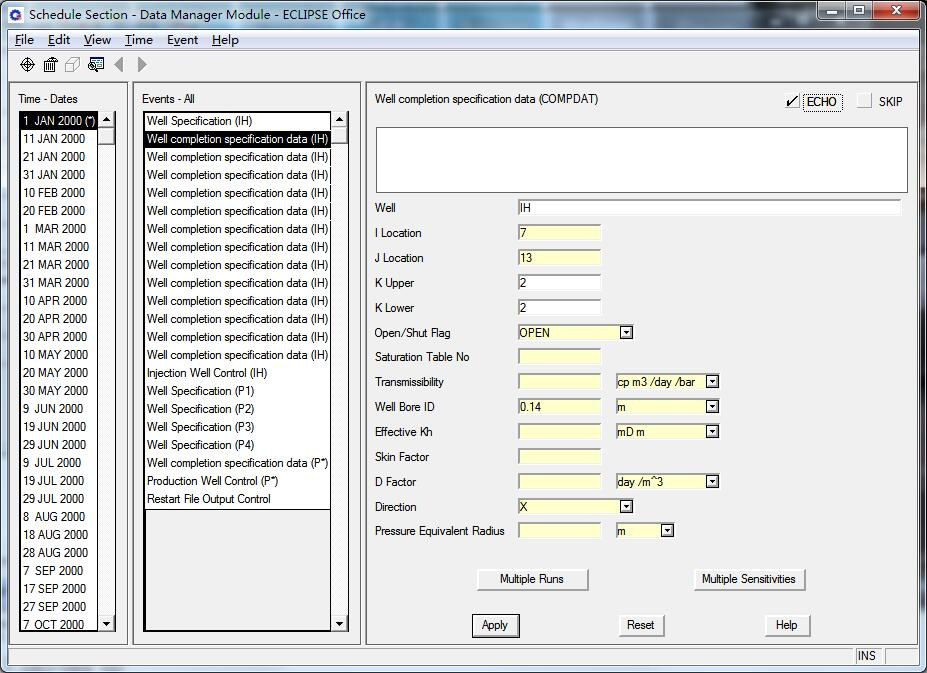 Schedule Section - Data Manager Module - ECLIPSE Office
File Edit View Time Event Help
Time - Dates
1 JAN 2000 (*)
11 JAN 2000
21 JAN 2000
31 JAN 2000
10 FEB 2000
20 FEB 2000
1 MAR 2000
11 MAR 2000
21 MAR 2000
31 MAR 2000
10 APR 2000
20 APR 2000
30 APR 2000
10 MAY 2000
20 MAY 2000
30 MAY 2000
9 JUN 2000
19 JUN 2000
29 JUN 2000
9 JUL 2000
19 JUL 2000
29 JUL 2000
8 AUG 2000
18 AUG 2000
28 AUG 2000
7 SEP 2000
17 SEP 2000
27 SEP 2000
7 OCT 2000
Events - All
Well Specification (IH)
Well completion specification data (IH)
Well completion specification data (IH)
Well completion specification data (IH)
Well completion specification data (IH)
Well completion specification data (IH)
Well completion specification data (IH)
Well completion specification data (IH)
Well completion specification data (IH)
Well completion specification data (IH)
Well completion specification data (IH)
Well completion specification data (IH)
Well completion specification data (IH)
Well completion specification data (IH)
Injection Well Control (IH)
Well Specification (P1)
Well Specification (P2)
Well Specification (P3)
Well Specification (P4)
Well completion specification data (P*)
Production Well Control (P*)
Restart File Output Control
Well completion specification data (COMPDAT) ECHO SKIP
Well IH
I Location 7
J Location 13
K Upper 2
K Lower 2
Open/Shut Flag OPEN
Saturation Table No
Transmissibility cp m3 /day /bar
Well Bore ID 0.14 m
Effective Kh mD m
Skin Factor
D Factor day /m^3
Direction X
Pressure Equivalent Radius m
Multiple Runs Multiple Sensitivities
Apply Reset Help
INS